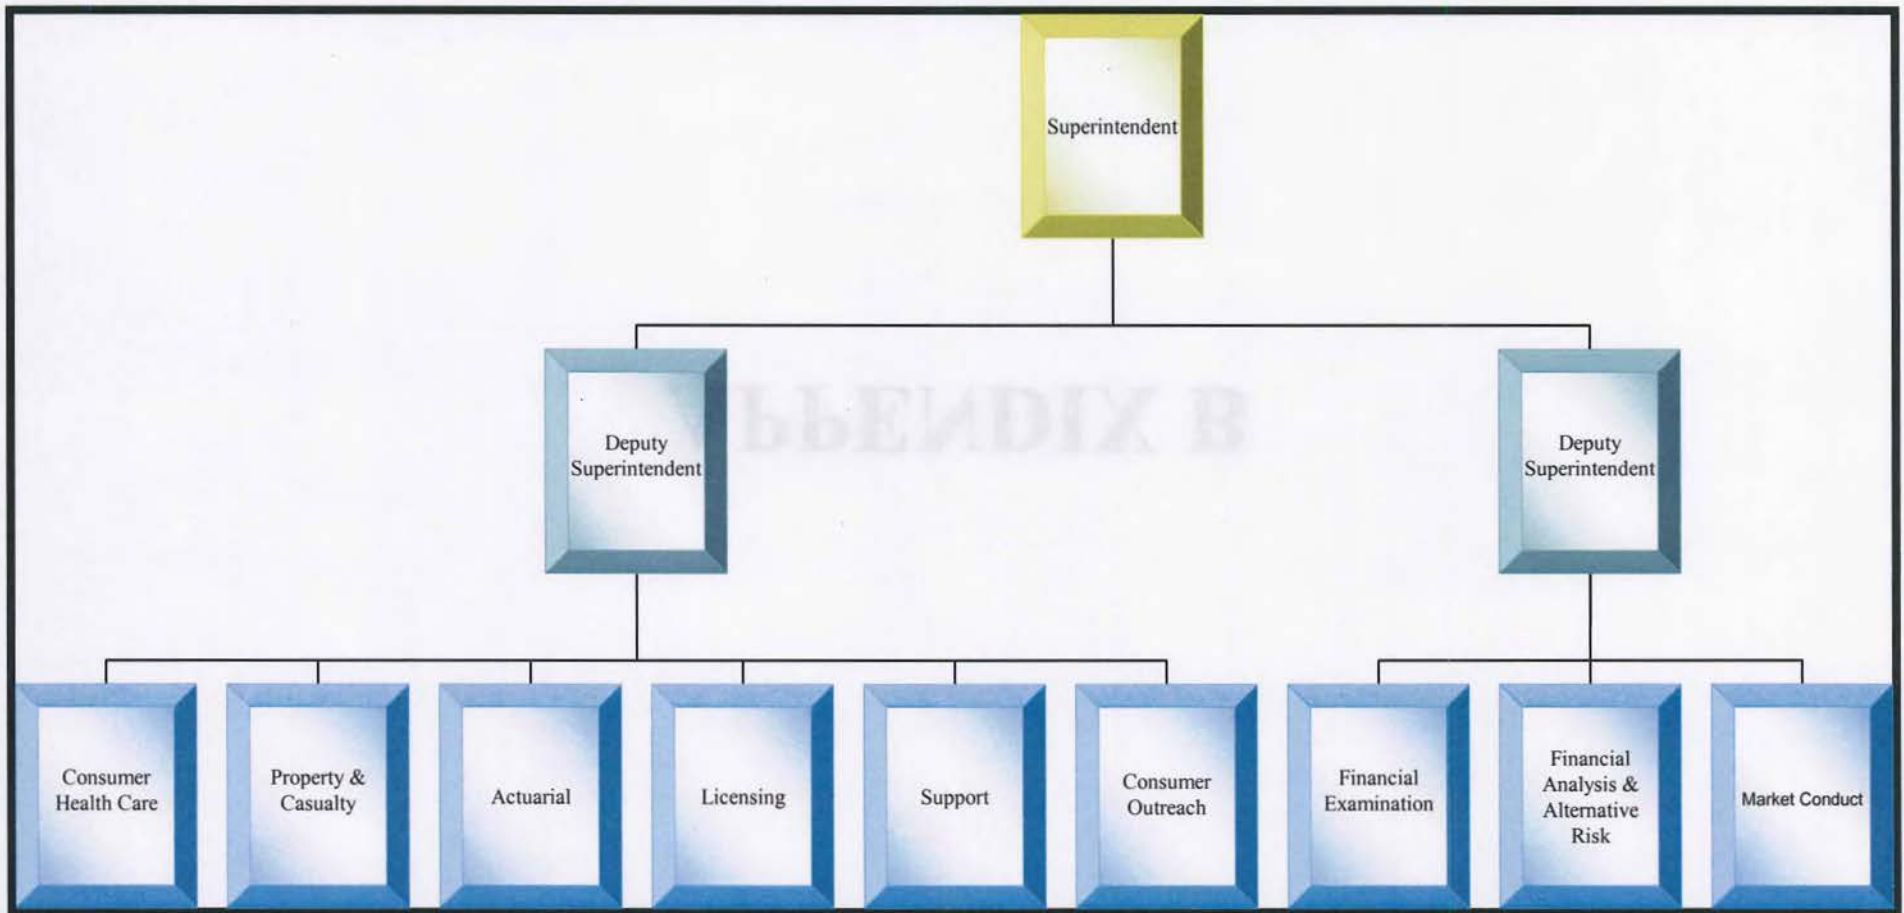 Superintendent
Deputy
Superintendent
Deputy
Superintendent
Consumer
Health Care
Property &
Casualty
Actuarial
Licensing
Support
Consumer
Outreach
Financial
Examination
Financial
Analysis &
Alternative
Risk
Market Conduct
APPENDIX B